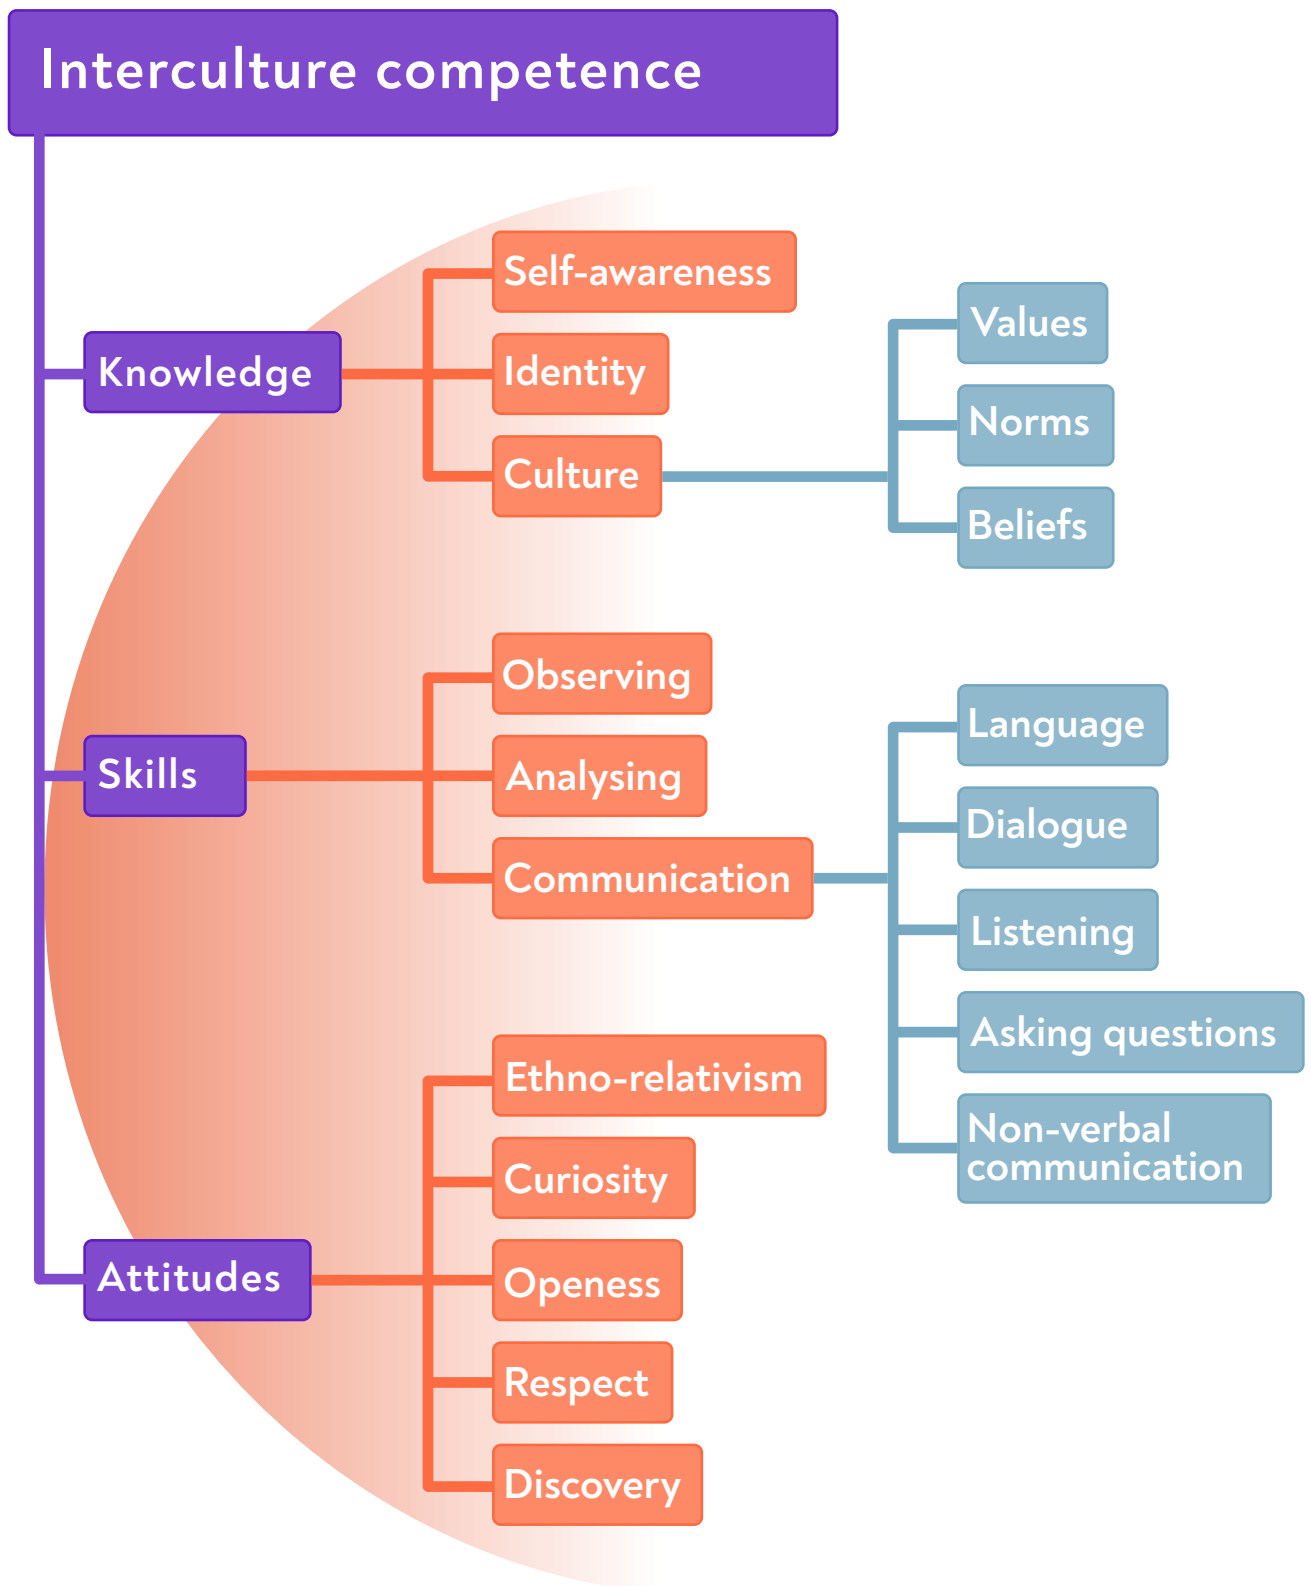 Interculture competence
Knowledge
Self-awareness
Identity
Culture
Values
Norms
Beliefs
Skills
Observing
Analysing
Communication
Language
Dialogue
Listening
Asking questions
Non-verbal
communication
Attitudes
Ethno-relativism
Curiosity
Openess
Respect
Discovery